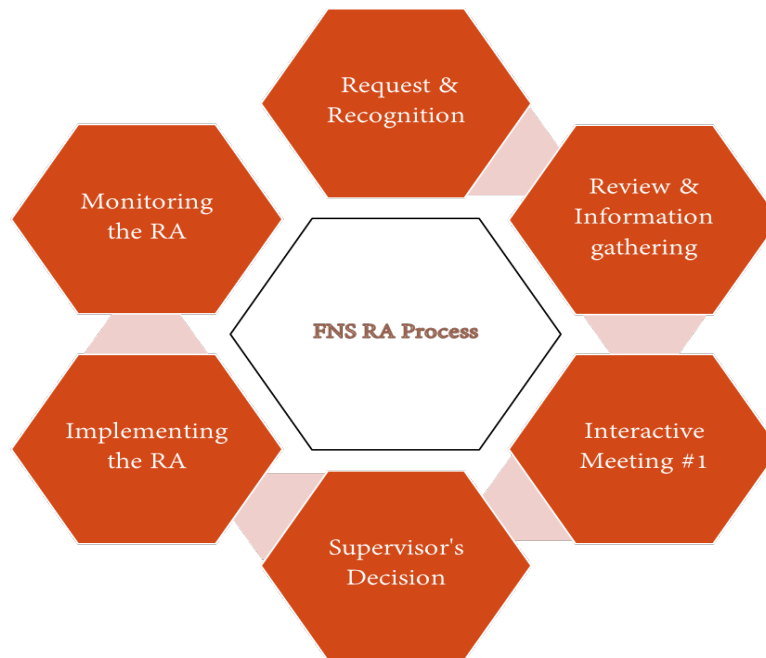 Request &
Recognition
Review &
Information
gathering
Interactive
Meeting #1
Supervisor's
Decision
Implementing
the RA
Monitoring
the RA
FNS RA Process